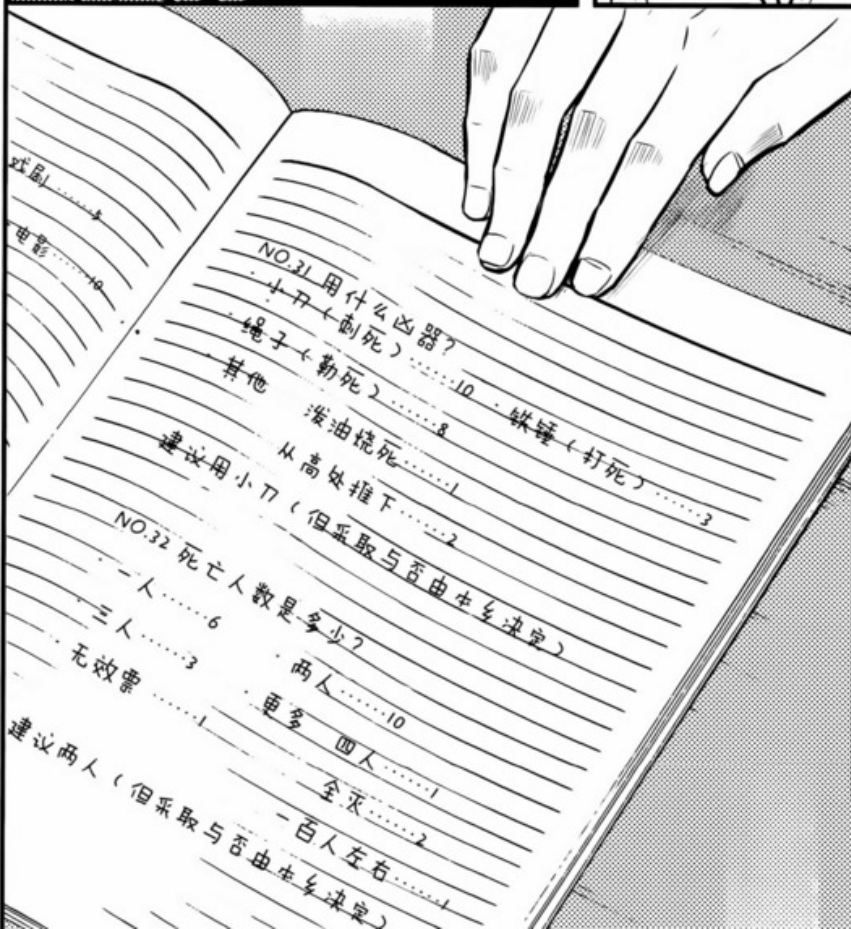 戏剧……5
电影……10
NO.31 用什么凶器?
·小刀(刺死)……10 ·铁锤(打死)……3
·绳子(勒死)……8
·其他 泼油烧死……1
从高处推下……2
建议用小刀(但采取与否由本乡决定)
NO.32 死亡人数是多少?
·一人……6 ·两人……10
·三人……3 ·更多 四人……1
无效票……1 全灭……2
一百人左右……1
建议两人(但采取与否由本乡决定)